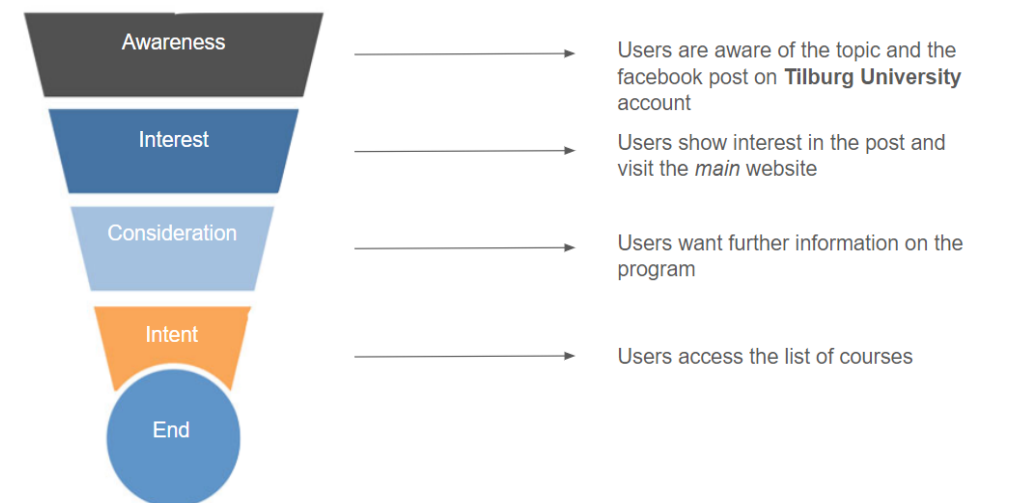 Awareness
Users are aware of the topic and the
facebook post on Tilburg University
account
Interest
Users show interest in the post and
visit the main website
Consideration
Users want further information on the
program
Intent
Users access the list of courses
End